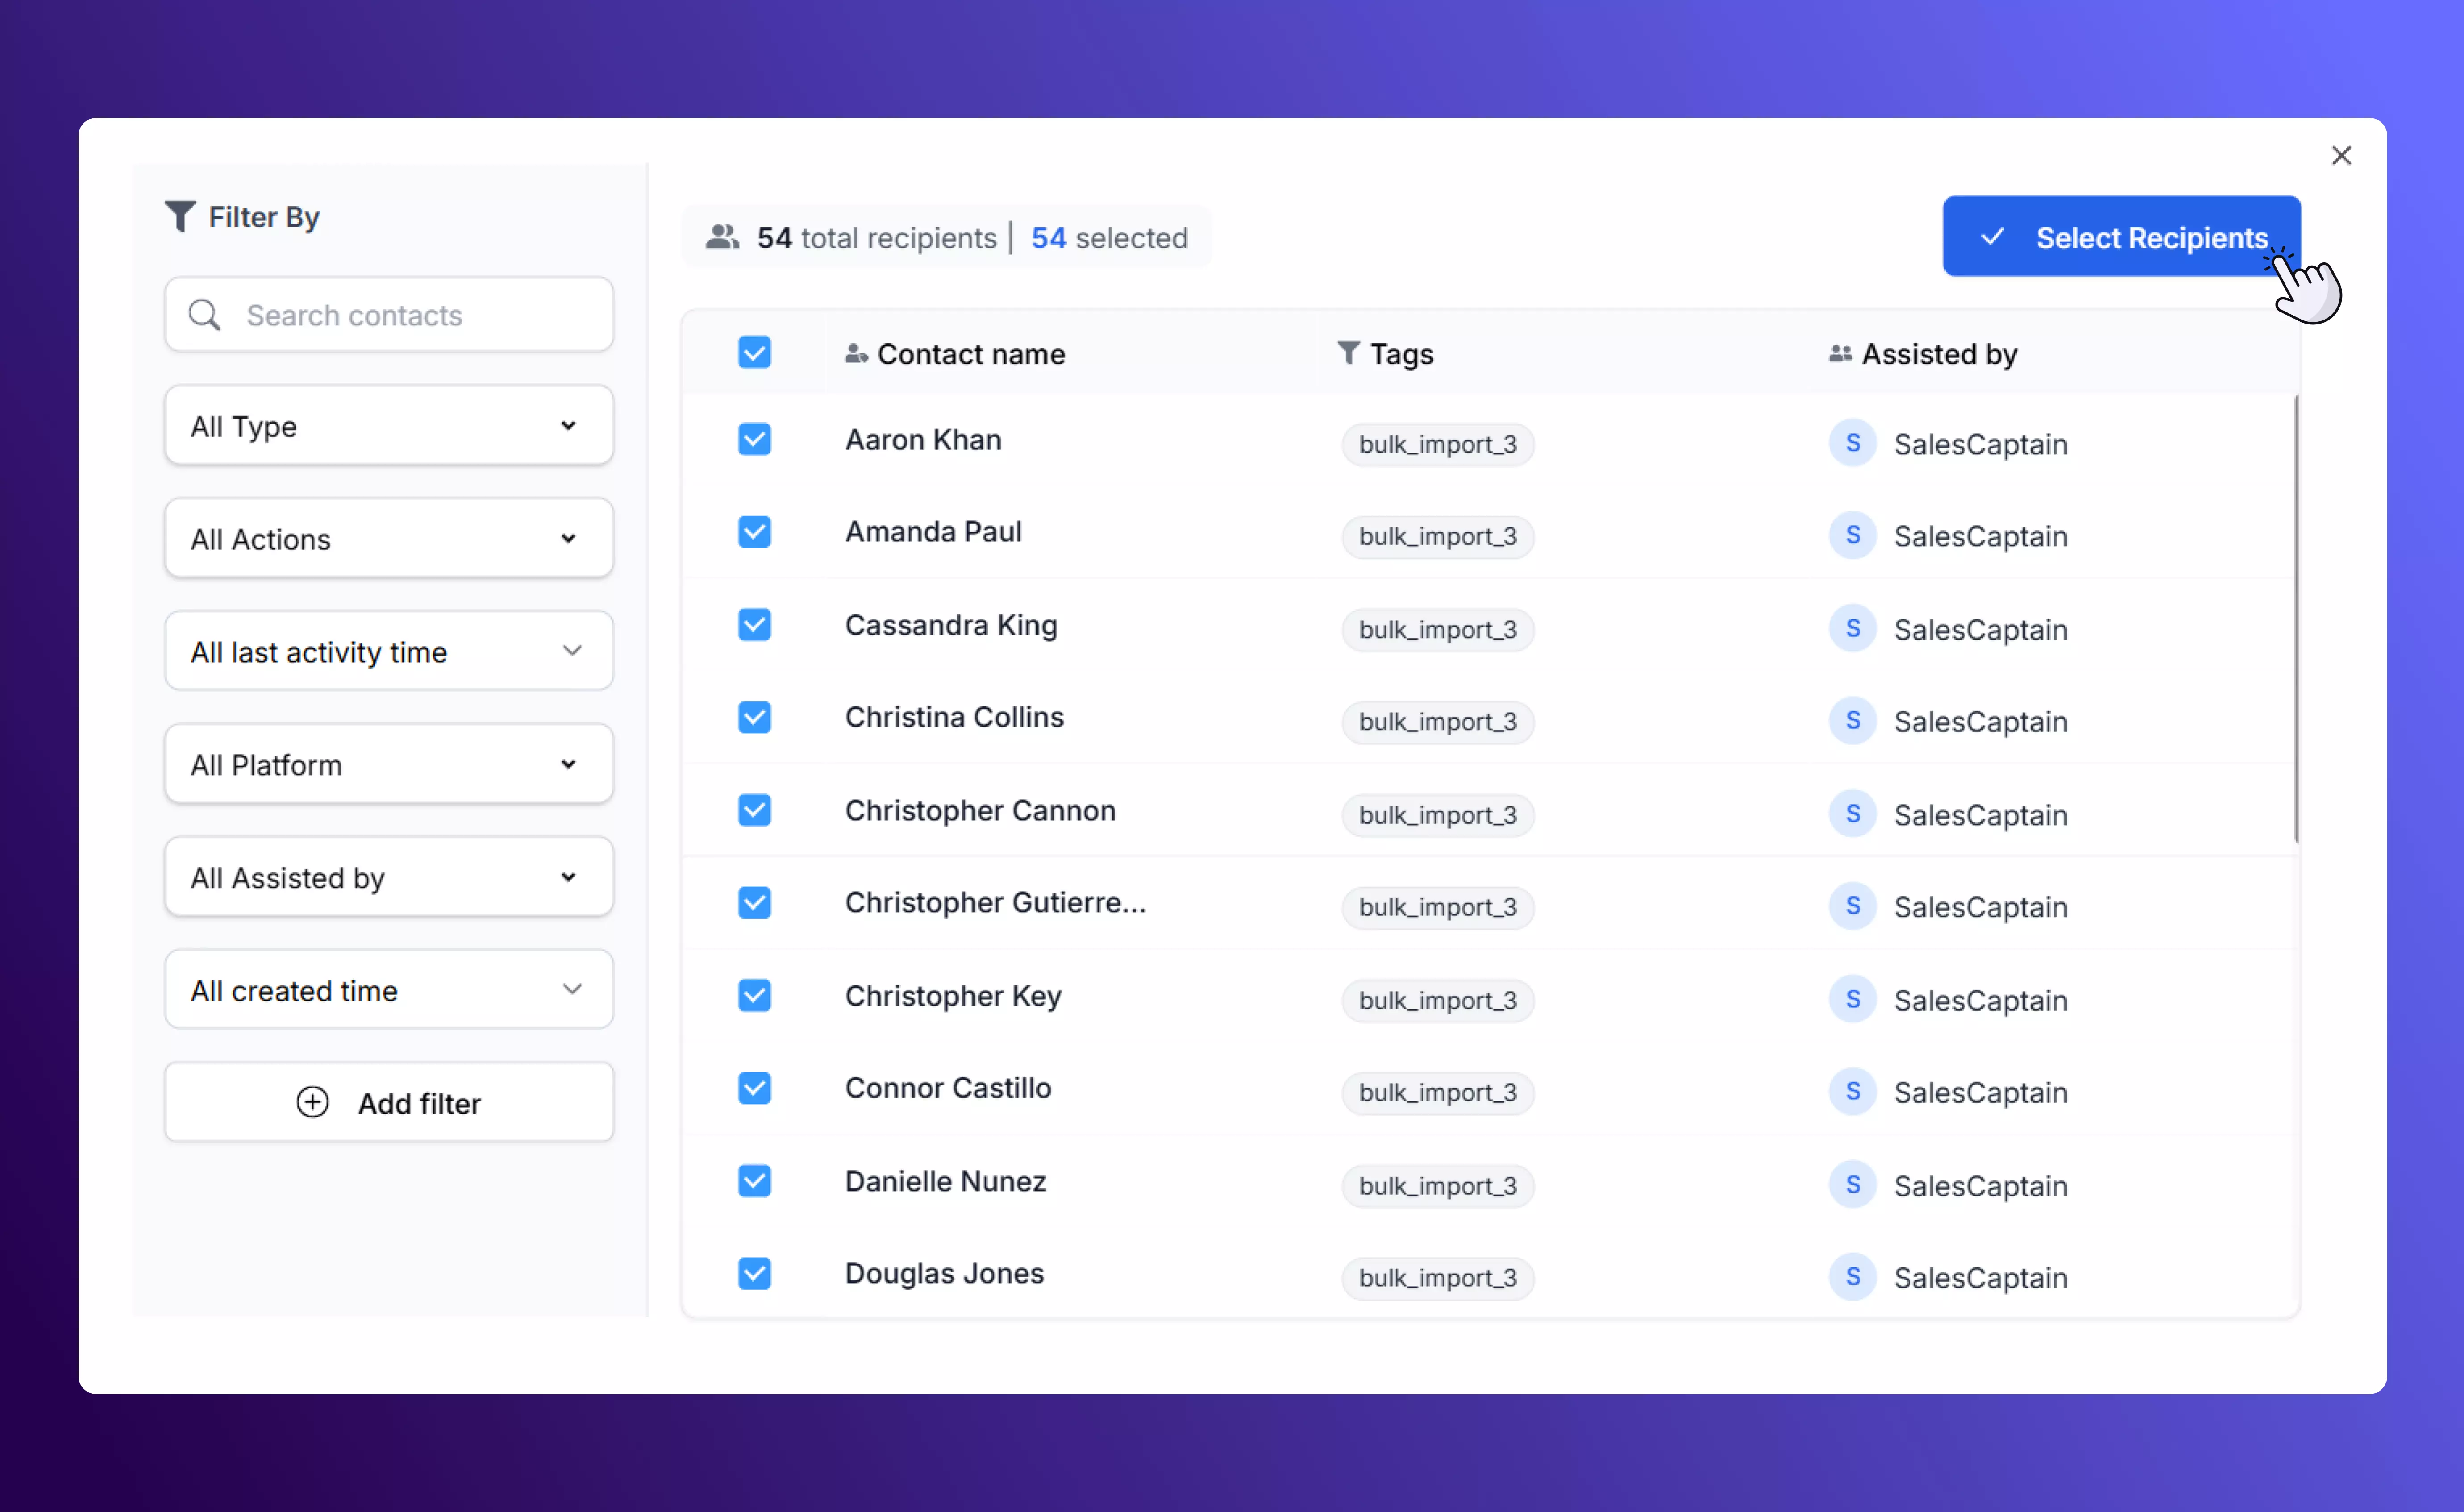 Filter By
Search contacts
All Type
All Actions
All last activity time
All Platform
All Assisted by
All created time
Add filter
54 total recipients | 54 selected
Select Recipients
Contact name Tags Assisted by
Aaron Khan bulk_import_3 S SalesCaptain
Amanda Paul bulk_import_3 S SalesCaptain
Cassandra King bulk_import_3 S SalesCaptain
Christina Collins bulk_import_3 S SalesCaptain
Christopher Cannon bulk_import_3 S SalesCaptain
Christopher Gutierre... bulk_import_3 S SalesCaptain
Christopher Key bulk_import_3 S SalesCaptain
Connor Castillo bulk_import_3 S SalesCaptain
Danielle Nunez bulk_import_3 S SalesCaptain
Douglas Jones bulk_import_3 S SalesCaptain